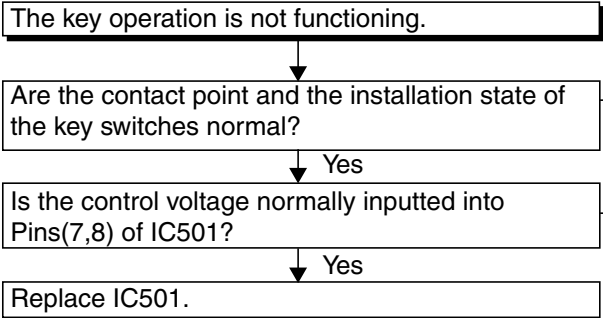 The key operation is not functioning.
Are the contact point and the installation state of
the key switches normal?
Yes
Is the control voltage normally inputted into
Pins(7,8) of IC501?
Yes
Replace IC501.